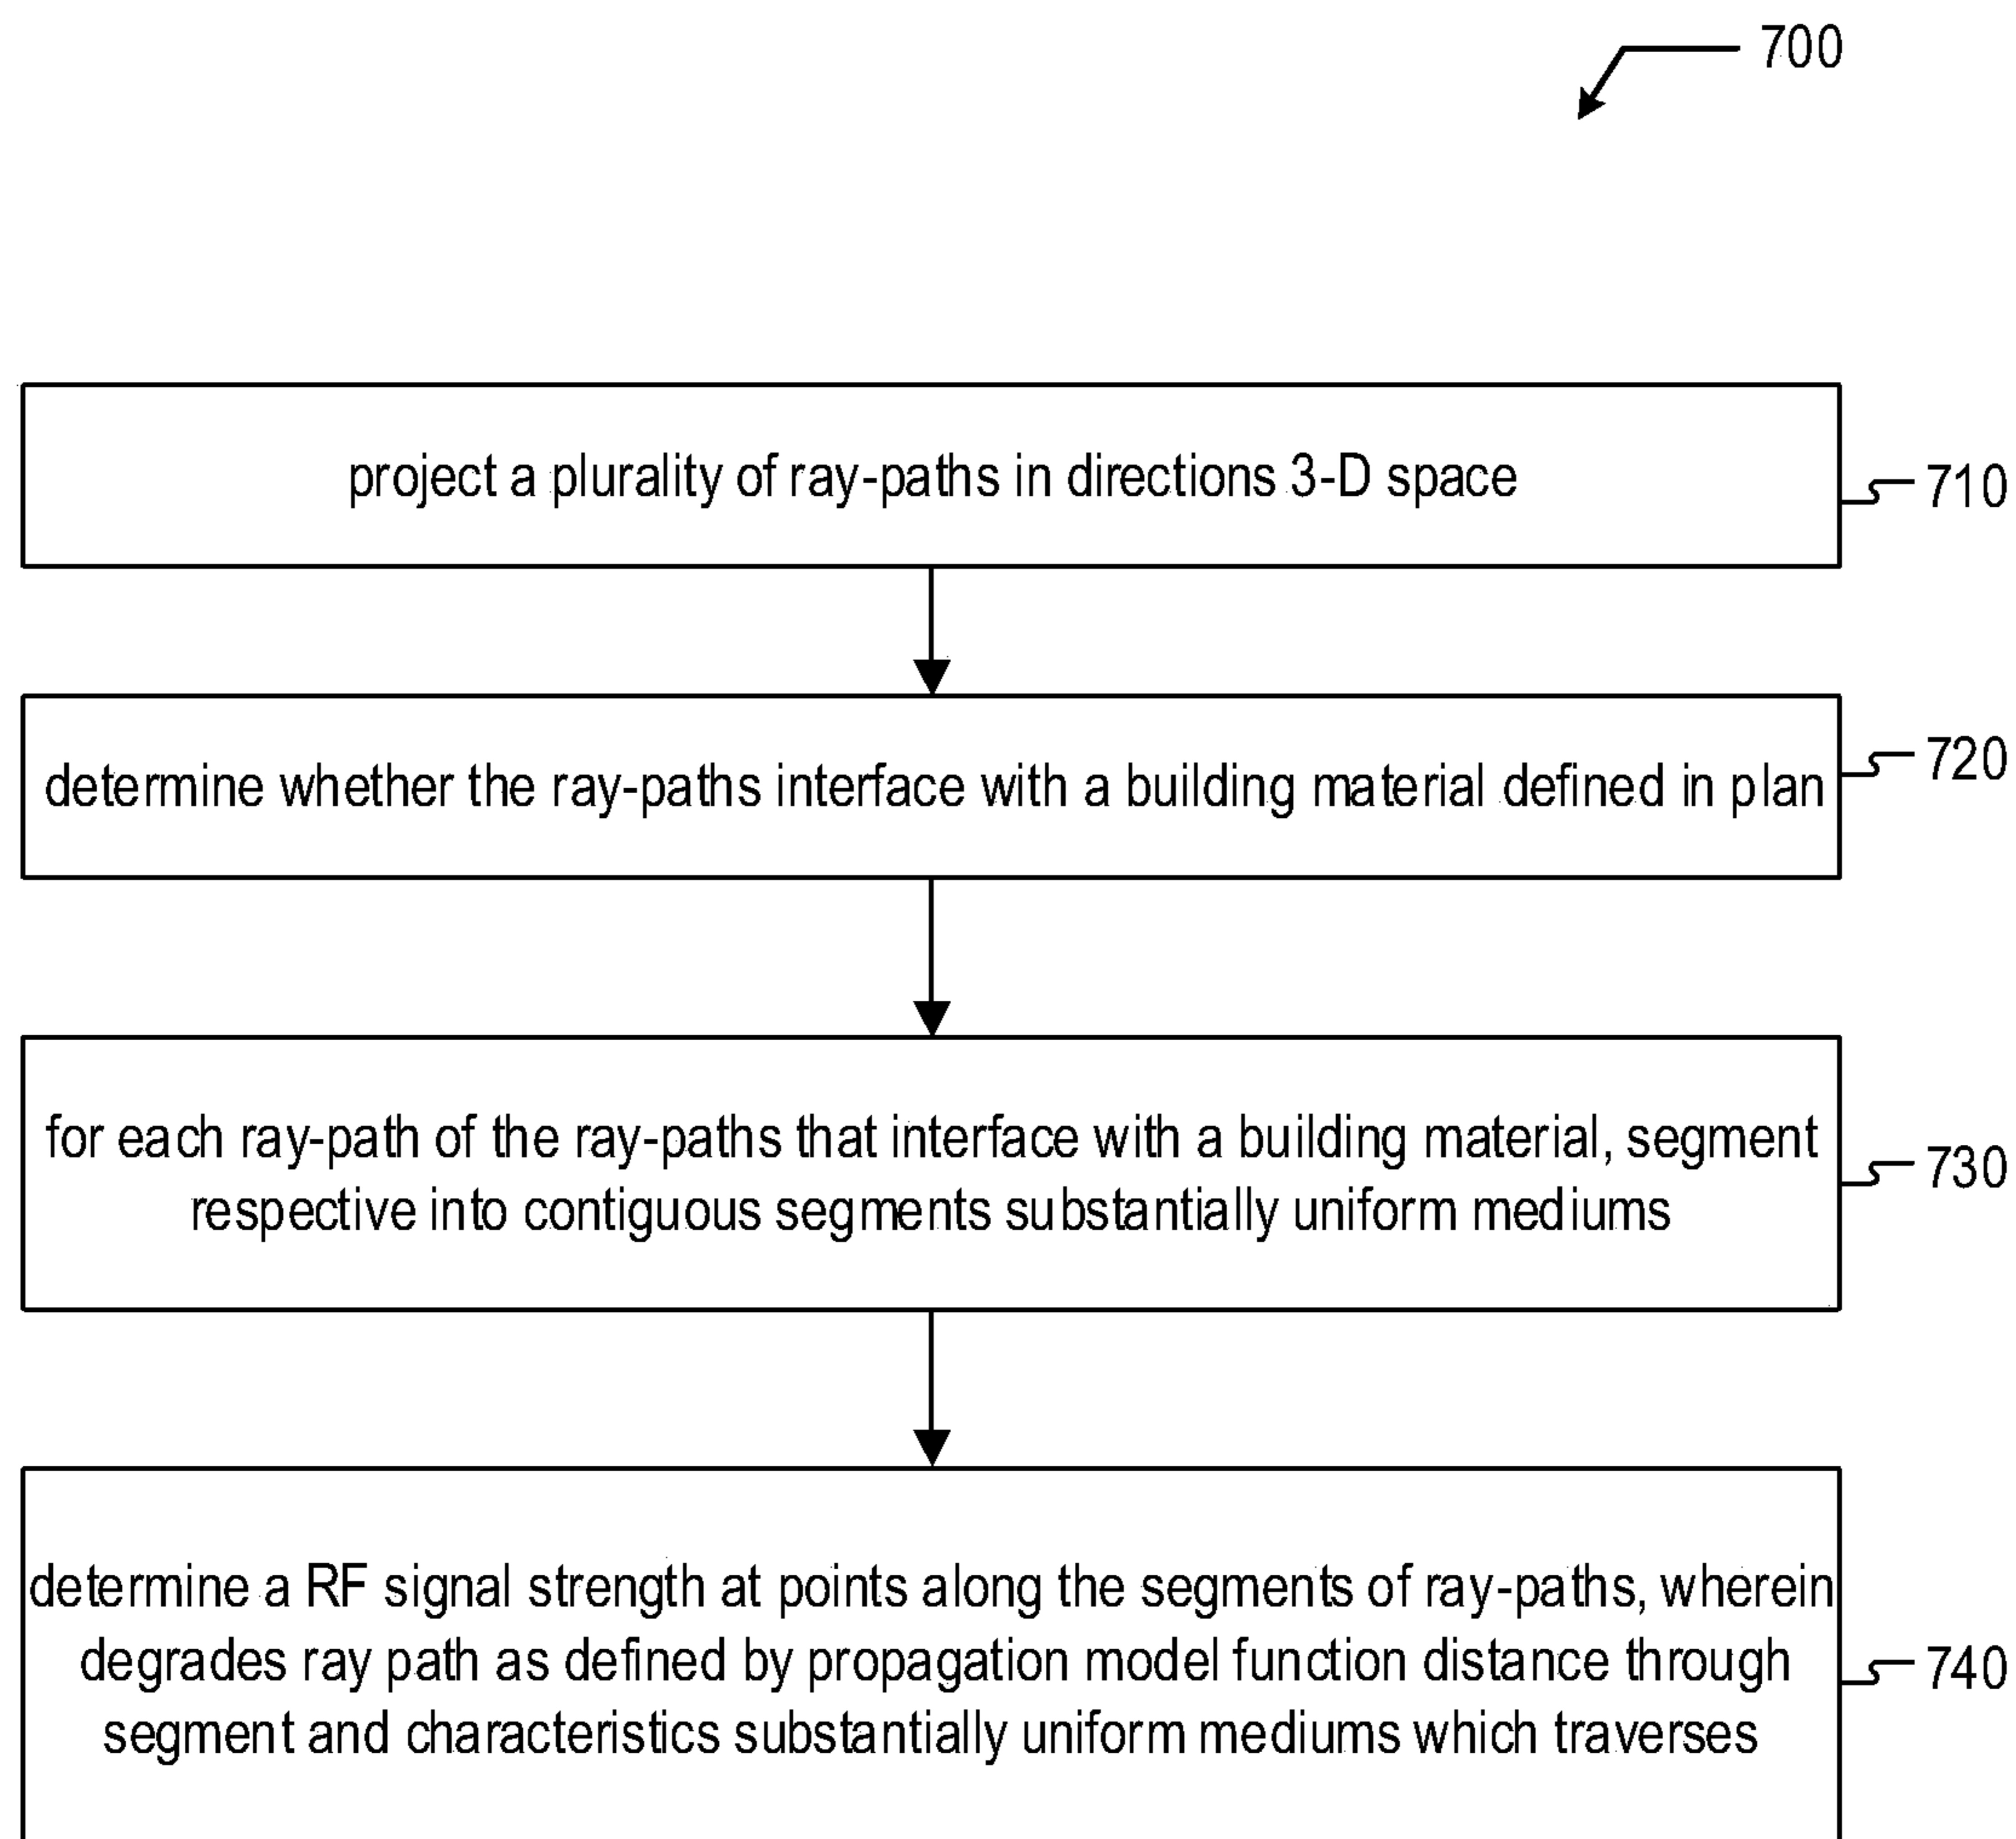 700
project a plurality of ray-paths in directions 3-D space
710
determine whether the ray-paths interface with a building material defined in plan
720
for each ray-path of the ray-paths that interface with a building material, segment
respective into contiguous segments substantially uniform mediums
730
determine a RF signal strength at points along the segments of ray-paths, wherein
degrades ray path as defined by propagation model function distance through
segment and characteristics substantially uniform mediums which traverses
740